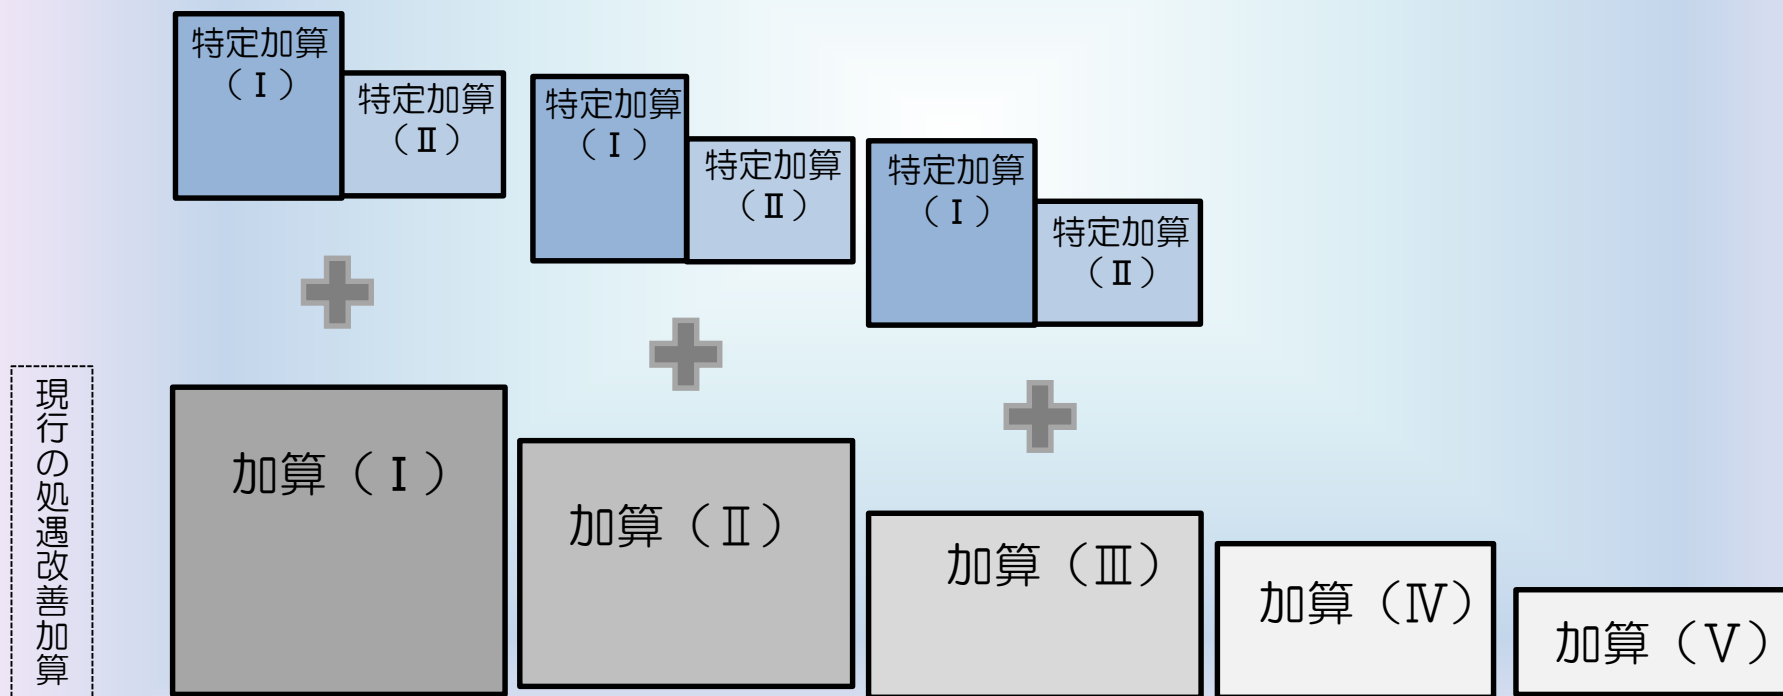 特定加算
（Ⅰ）
特定加算
（Ⅱ）
特定加算
（Ⅰ）
特定加算
（Ⅱ）
特定加算
（Ⅰ）
特定加算
（Ⅱ）
現行の処遇改善加算
加算（Ⅰ）
加算（Ⅱ）
加算（Ⅲ）
加算（Ⅳ）
加算（Ⅴ）